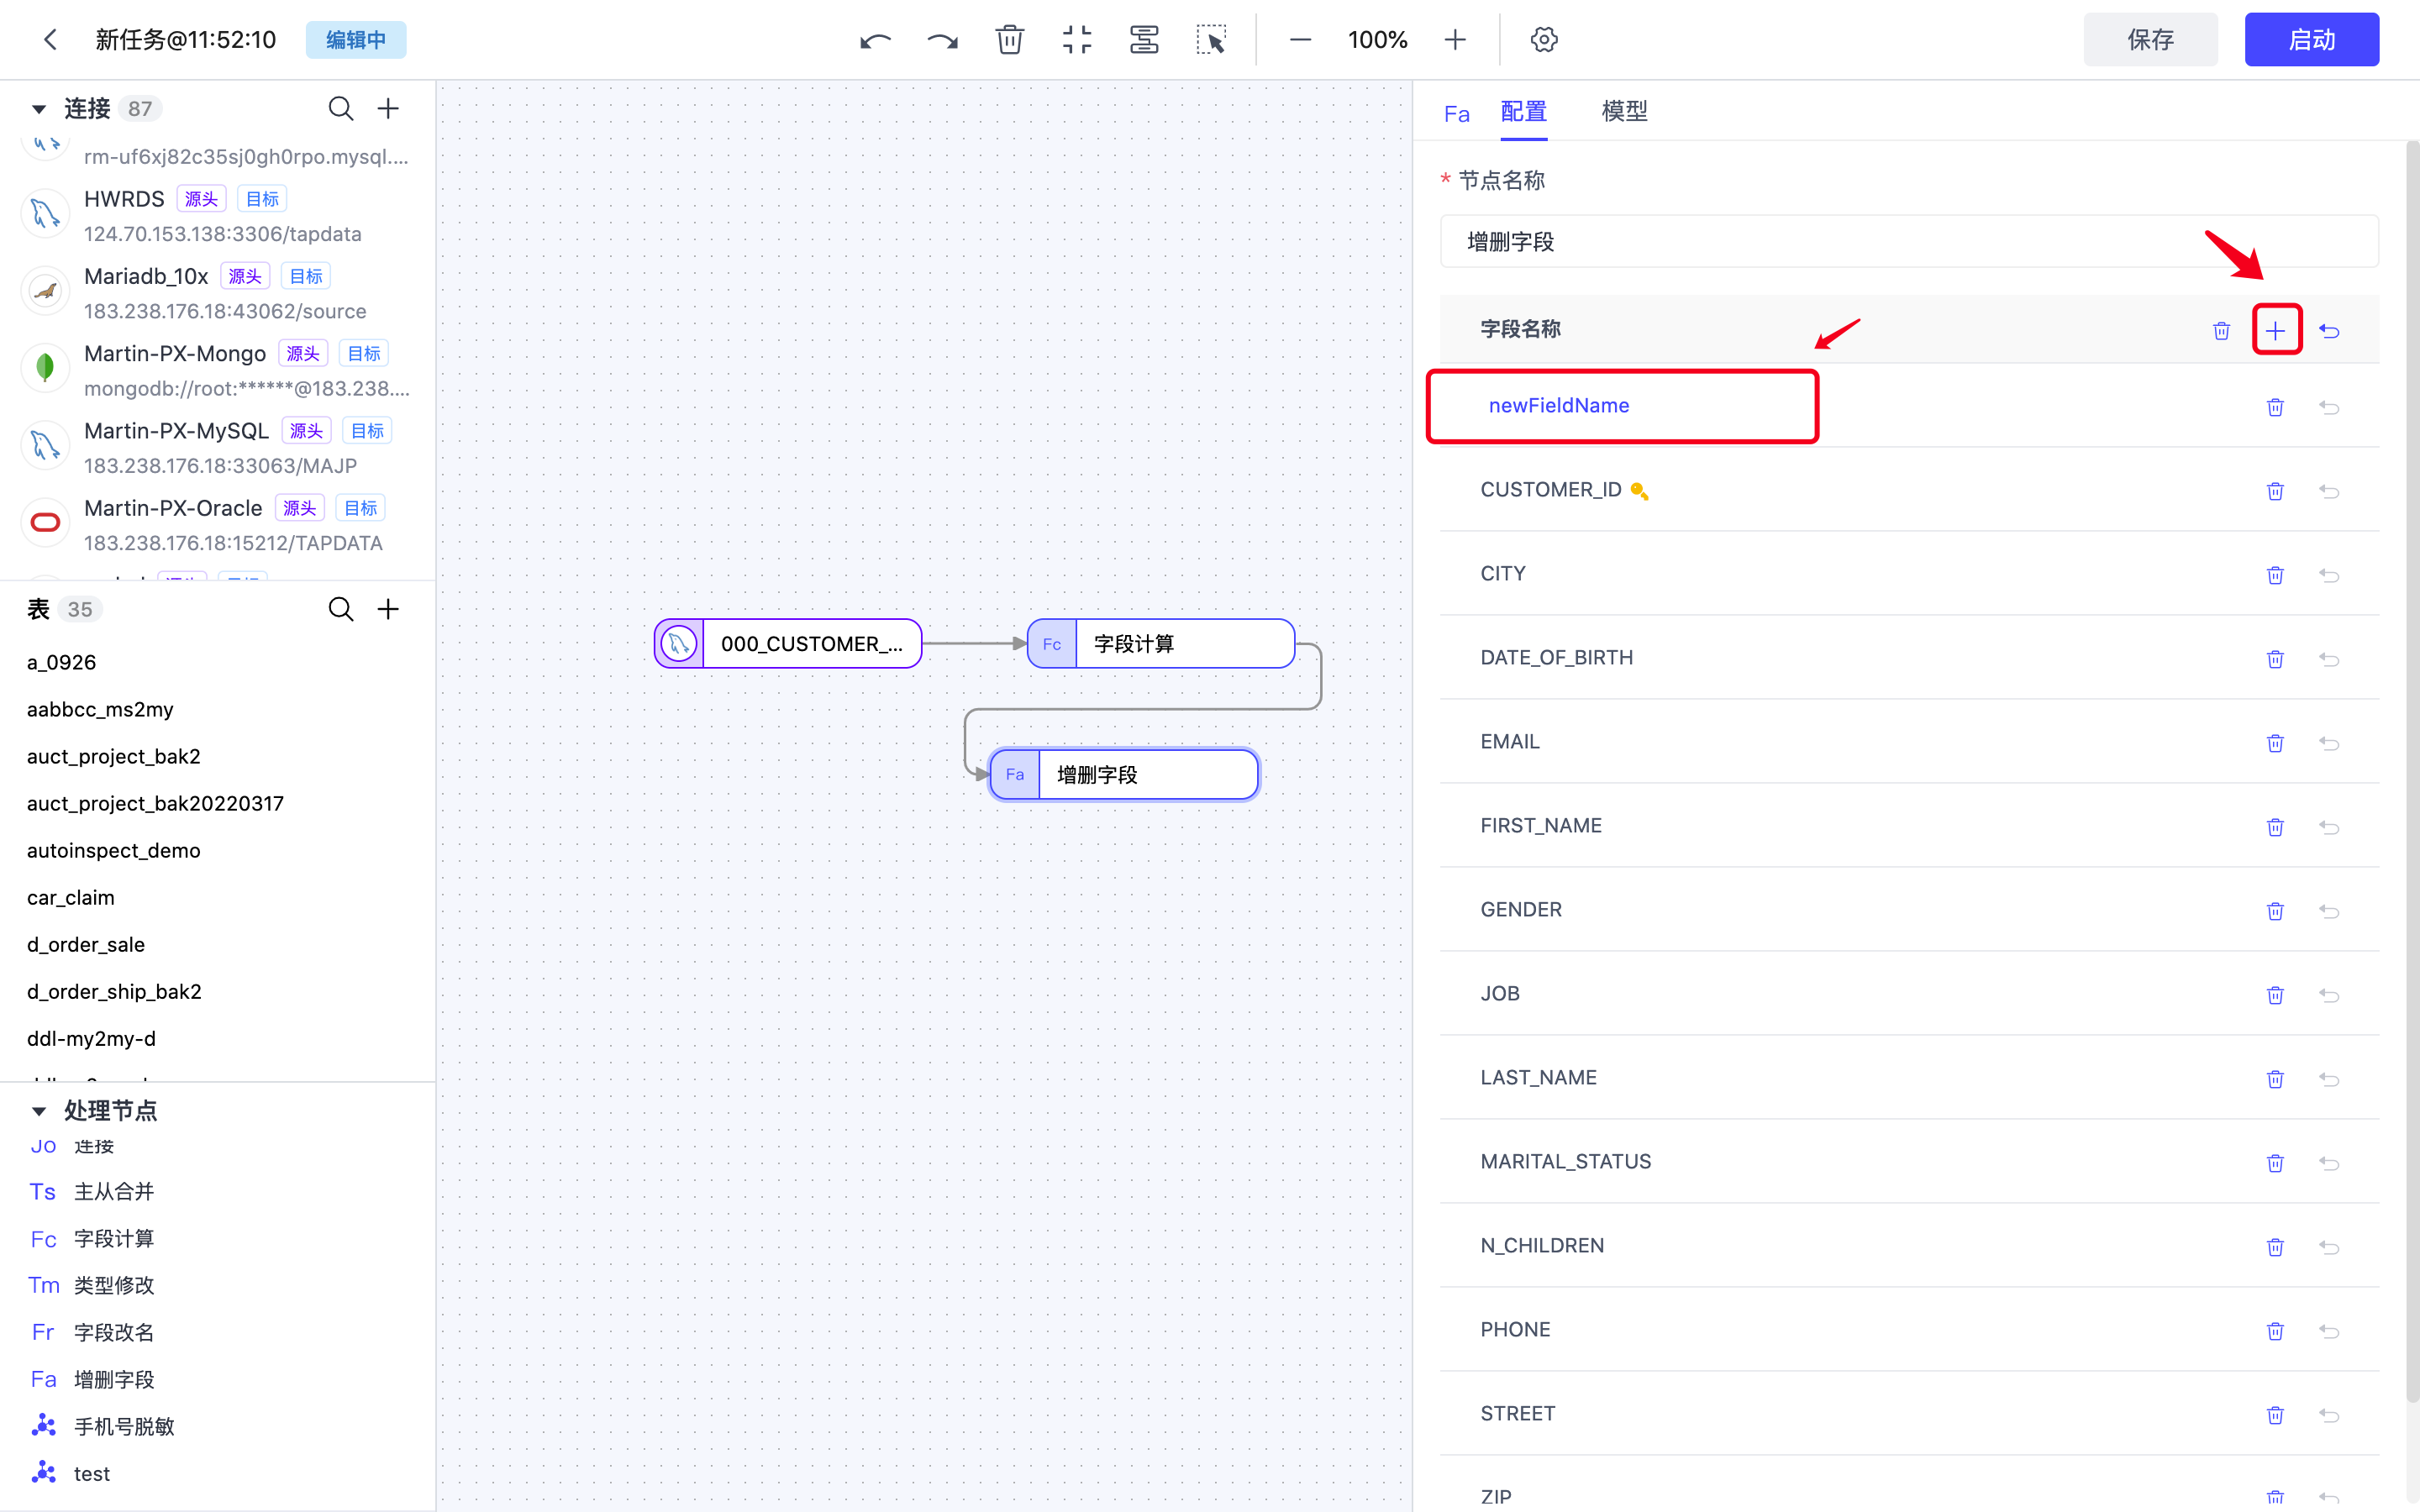 新任务@11:52:10 编辑中
100%
保存 启动
连接 87
rm-uf6xj82c35sj0gh0rpo.mysql....
HWRDS 源头 目标
124.70.153.138:3306/tapdata
Mariadb_10x 源头 目标
183.238.176.18:43062/source
Martin-PX-Mongo 源头 目标
mongodb://root:******@183.238....
Martin-PX-MySQL 源头 目标
183.238.176.18:33063/MAJP
Martin-PX-Oracle 源头 目标
183.238.176.18:15212/TAPDATA
表 35
a_0926
aabbcc_ms2my
auct_project_bak2
auct_project_bak20220317
autoinspect_demo
car_claim
d_order_sale
d_order_ship_bak2
ddl-my2my-d
处理节点
Jo 连接
Ts 主从合并
Fc 字段计算
Tm 类型修改
Fr 字段改名
Fa 增删字段
手机号脱敏
test
000_CUSTOMER_...
Fc 字段计算
Fa 增删字段
Fa 配置 模型
* 节点名称
增删字段
字段名称
newFieldName
CUSTOMER_ID
CITY
DATE_OF_BIRTH
EMAIL
FIRST_NAME
GENDER
JOB
LAST_NAME
MARITAL_STATUS
N_CHILDREN
PHONE
STREET
ZIP